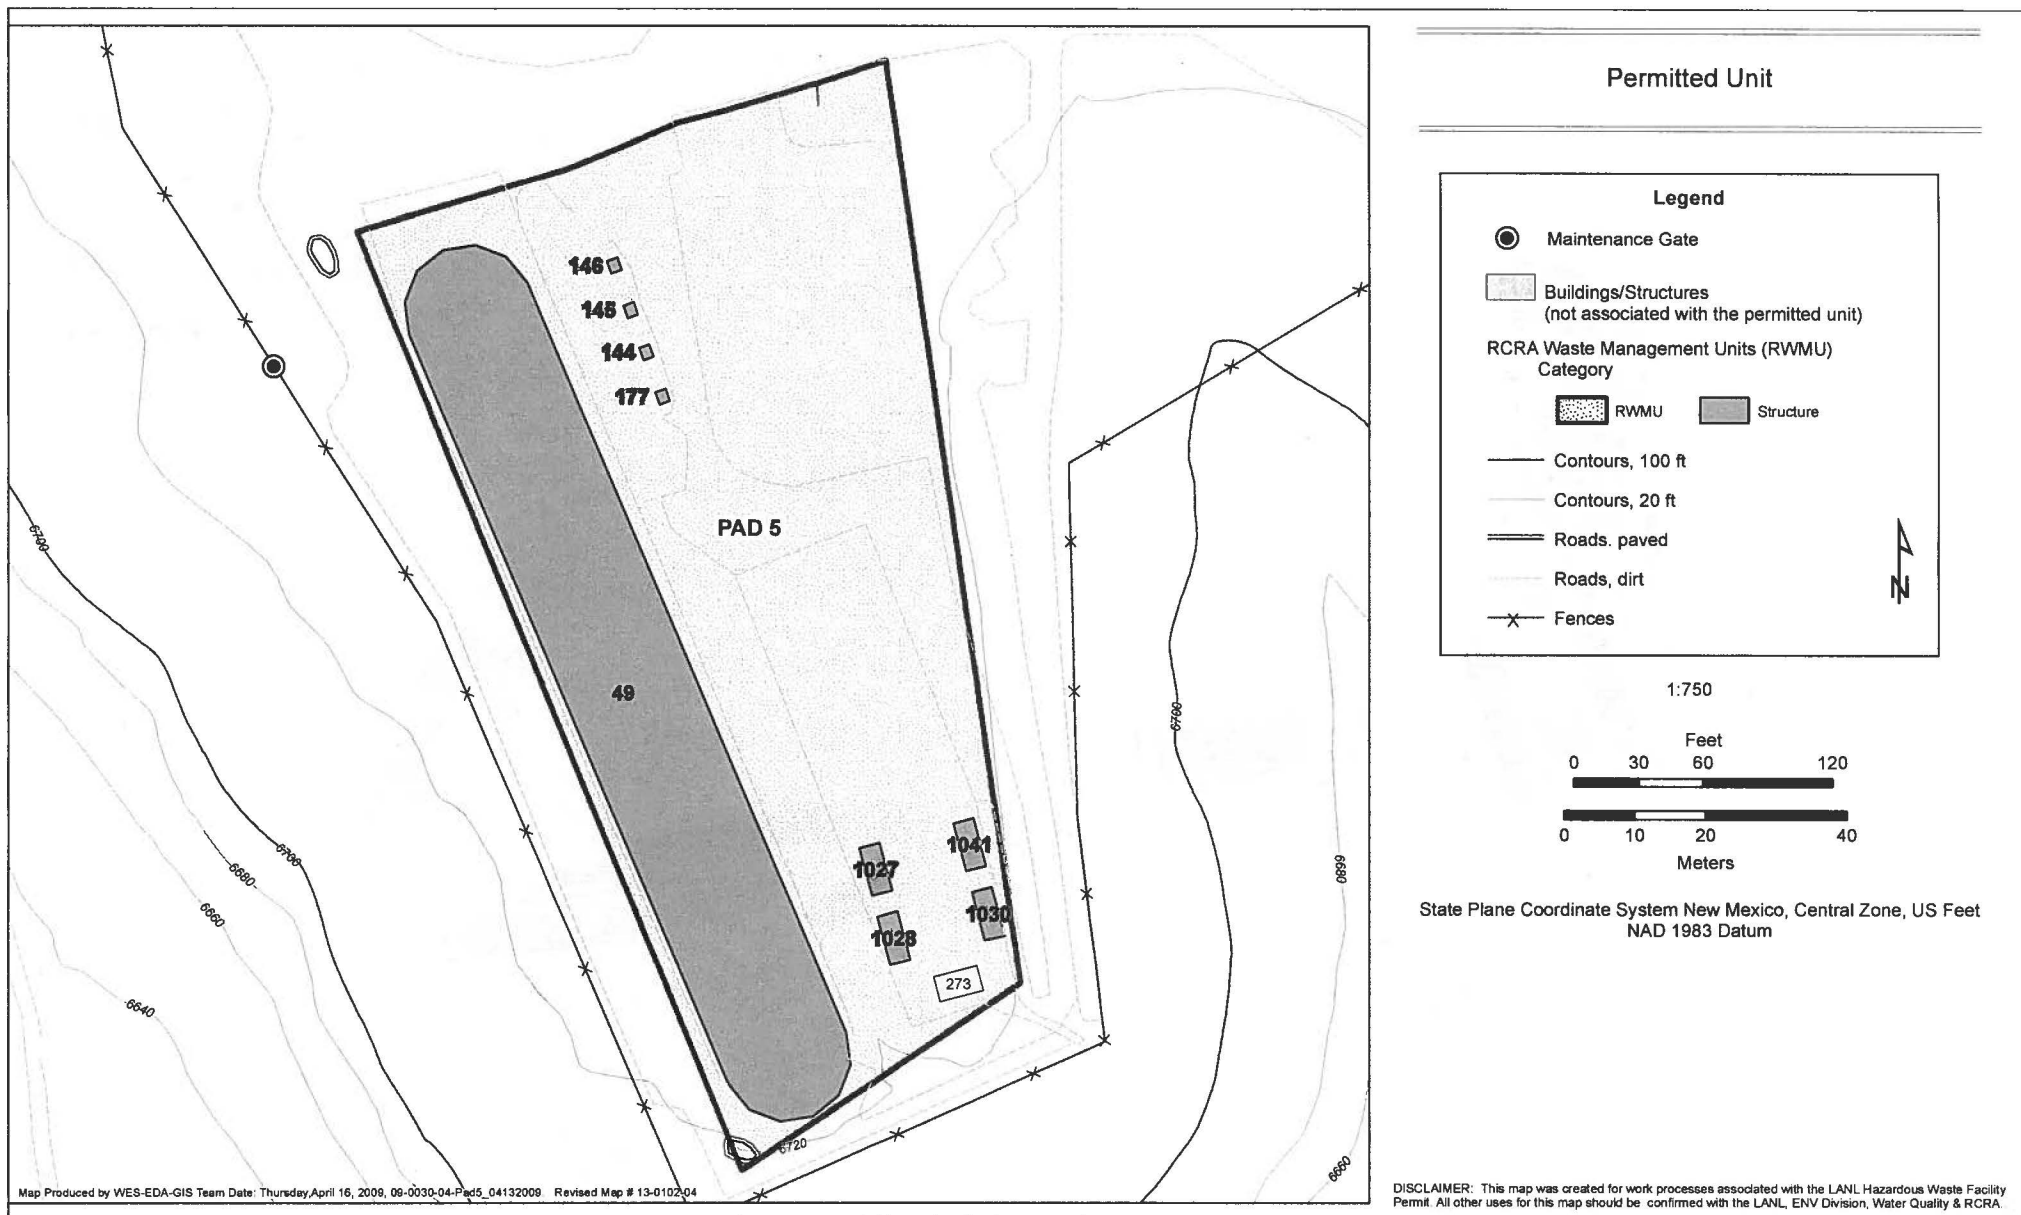 Permitted Unit
Legend
Maintenance Gate
Buildings/Structures
(not associated with the permitted unit)
RCRA Waste Management Units (RWMU)
Category
RWMU
Structure
Contours, 100 ft
Contours, 20 ft
Roads. paved
Roads, dirt
Fences
N
1:750
Feet
0 30 60 120
0 10 20 40
Meters
State Plane Coordinate System New Mexico, Central Zone, US Feet
NAD 1983 Datum
146
145
144
177
PAD 5
49
1027
1041
1028
1030
273
6700
6700
6680
6660
6640
6720
6700
6680
6660
Map Produced by WES-EDA-GIS Team Date: Thursday,April 16, 2009, 09-0030-04-Pad5_04132009. Revised Map # 13-0102-04
DISCLAIMER: This map was created for work processes associated with the LANL Hazardous Waste Facility
Permit. All other uses for this map should be confirmed with the LANL, ENV Division, Water Quality & RCRA.